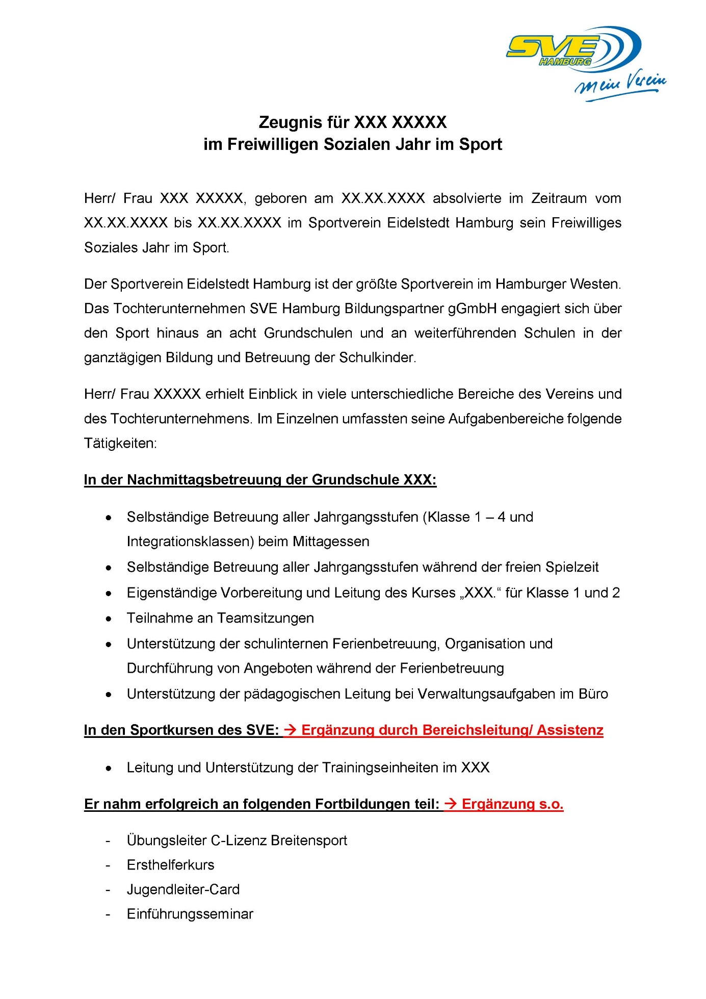 SVE
HAMBURG
Mein Verein
Zeugnis für XXX XXXXX
im Freiwilligen Sozialen Jahr im Sport
Herr/ Frau XXX XXXXX, geboren am XX.XX.XXXX absolvierte im Zeitraum vom
XX.XX.XXXX bis XX.XX.XXXX im Sportverein Eidelstedt Hamburg sein Freiwilliges
Soziales Jahr im Sport.
Der Sportverein Eidelstedt Hamburg ist der größte Sportverein im Hamburger Westen.
Das Tochterunternehmen SVE Hamburg Bildungspartner gGmbH engagiert sich über
den Sport hinaus an acht Grundschulen und an weiterführenden Schulen in der
ganztägigen Bildung und Betreuung der Schulkinder.
Herr/ Frau XXXXX erhielt Einblick in viele unterschiedliche Bereiche des Vereins und
des Tochterunternehmens. Im Einzelnen umfassten seine Aufgabenbereiche folgende
Tätigkeiten:
In der Nachmittagsbetreuung der Grundschule XXX:
• Selbständige Betreuung aller Jahrgangsstufen (Klasse 1 – 4 und
Integrationsklassen) beim Mittagessen
• Selbständige Betreuung aller Jahrgangsstufen während der freien Spielzeit
• Eigenständige Vorbereitung und Leitung des Kurses „XXX.“ für Klasse 1 und 2
• Teilnahme an Teamsitzungen
• Unterstützung der schulinternen Ferienbetreuung, Organisation und
Durchführung von Angeboten während der Ferienbetreuung
• Unterstützung der pädagogischen Leitung bei Verwaltungsaufgaben im Büro
In den Sportkursen des SVE: → Ergänzung durch Bereichsleitung/ Assistenz
• Leitung und Unterstützung der Trainingseinheiten im XXX
Er nahm erfolgreich an folgenden Fortbildungen teil: → Ergänzung s.o.
- Übungsleiter C-Lizenz Breitensport
- Ersthelferkurs
- Jugendleiter-Card
- Einführungsseminar